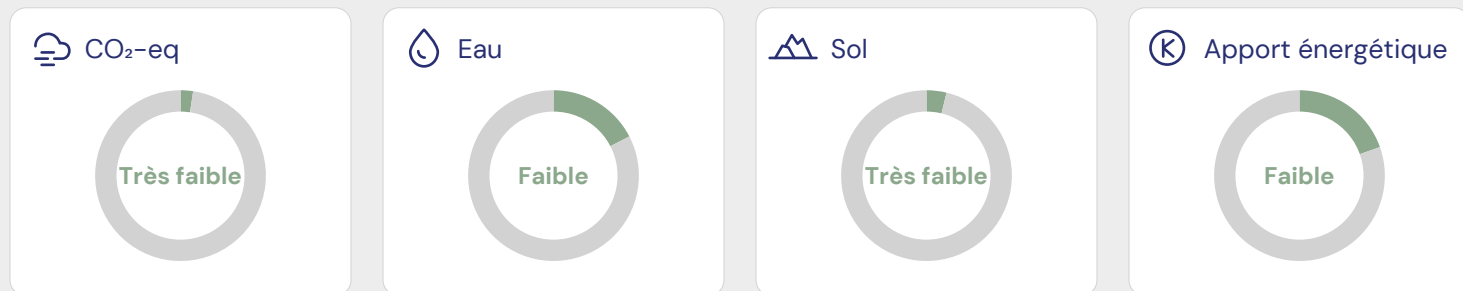 CO₂-eq
Très faible
Eau
Faible
Sol
Très faible
Apport énergétique
Faible